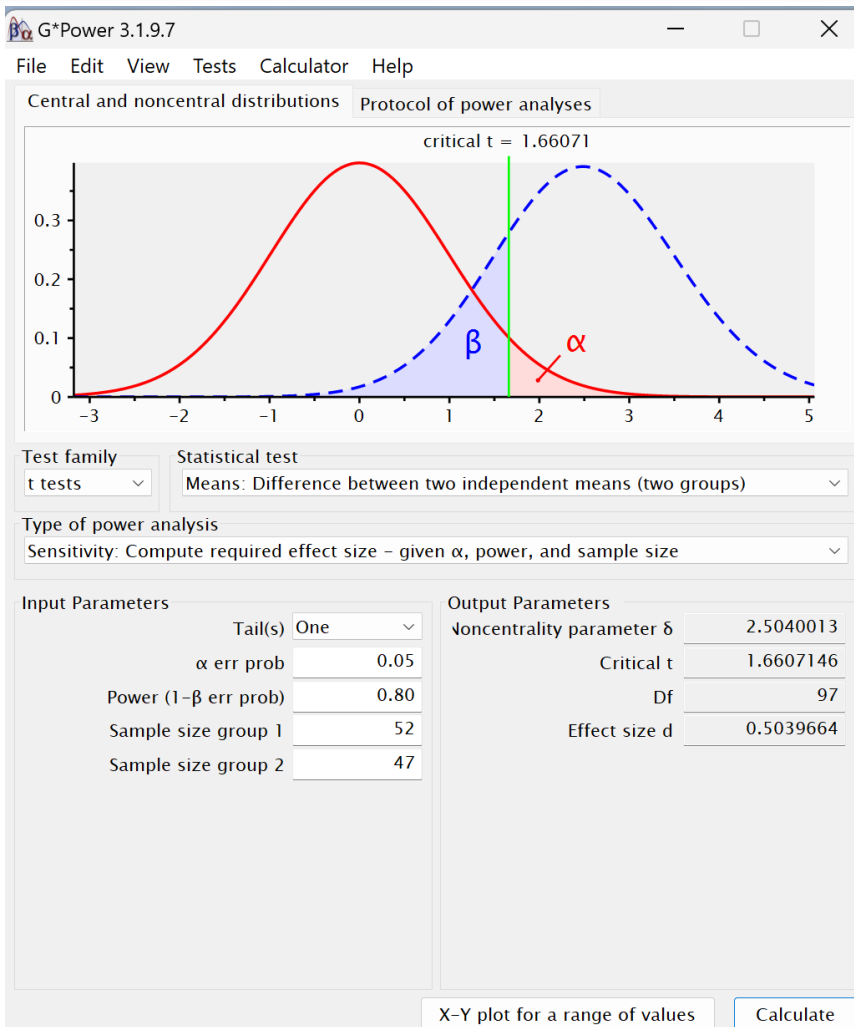 G*Power 3.1.9.7
File Edit View Tests Calculator Help
Central and noncentral distributions Protocol of power analyses
critical t = 1.66071
0.3
0.2
0.1
0
β
α
-3 -2 -1 0 1 2 3 4 5
Test family
t tests
Statistical test
Means: Difference between two independent means (two groups)
Type of power analysis
Sensitivity: Compute required effect size – given α, power, and sample size
Input Parameters
Tail(s) One
α err prob 0.05
Power (1-β err prob) 0.80
Sample size group 1 52
Sample size group 2 47
Output Parameters
Noncentrality parameter δ 2.5040013
Critical t 1.6607146
Df 97
Effect size d 0.5039664
X-Y plot for a range of values
Calculate